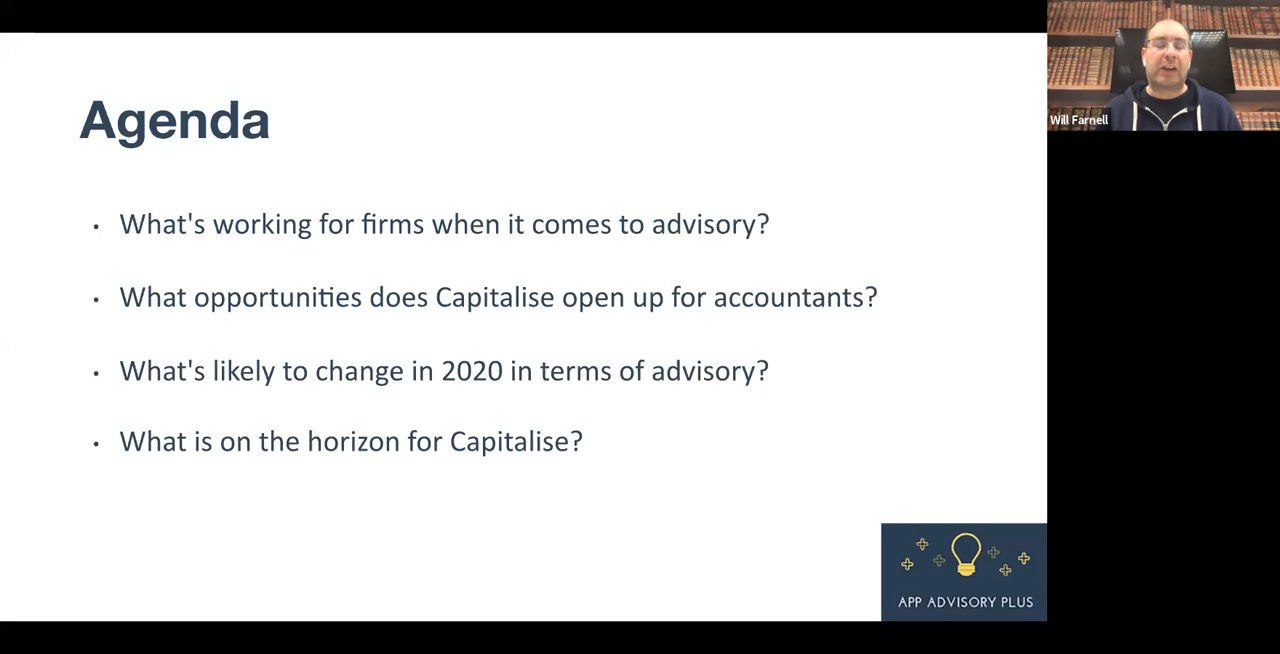 Agenda
• What's working for firms when it comes to advisory?
• What opportunities does Capitalise open up for accountants?
• What's likely to change in 2020 in terms of advisory?
• What is on the horizon for Capitalise?
APP ADVISORY PLUS
Will Farnell